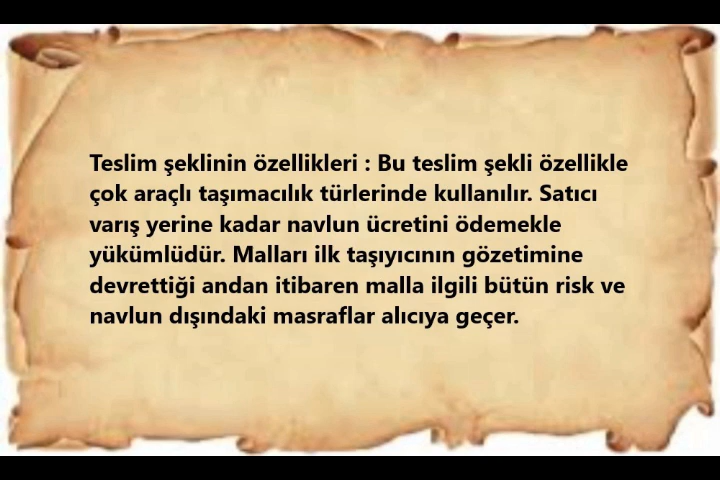 Teslim şeklinin özellikleri : Bu teslim şekli özellikle
çok araçlı taşımacılık türlerinde kullanılır. Satıcı
varış yerine kadar navlun ücretini ödemekle
yükümlüdür. Malları ilk taşıyıcının gözetimine
devrettiği andan itibaren malla ilgili bütün risk ve
navlun dışındaki masraflar alıcıya geçer.